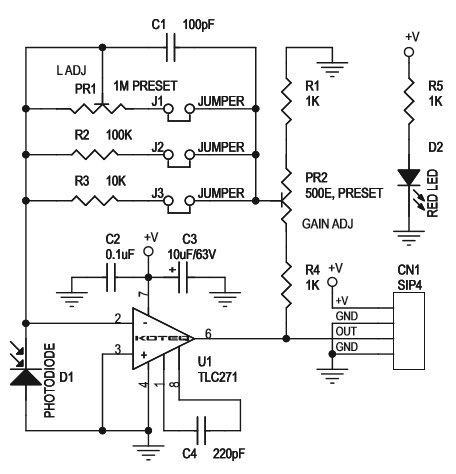 C1 100pF
+V
L ADJ
PR1 1M PRESET
J1 JUMPER
R1
1K
R5
1K
R2 100K
J2 JUMPER
D2
R3 10K
J3 JUMPER
PR2
500E, PRESET
RED LED
GAIN ADJ
C2
0.1uF
+V
C3
10uF/63V
+
R4
1K
+V
CN1
SIP4
7
+V
GND
2
-
KOTEQ
6
OUT
3
+
GND
U1
TLC271
D1
PHOTODIODE
4
1
8
C4 220pF